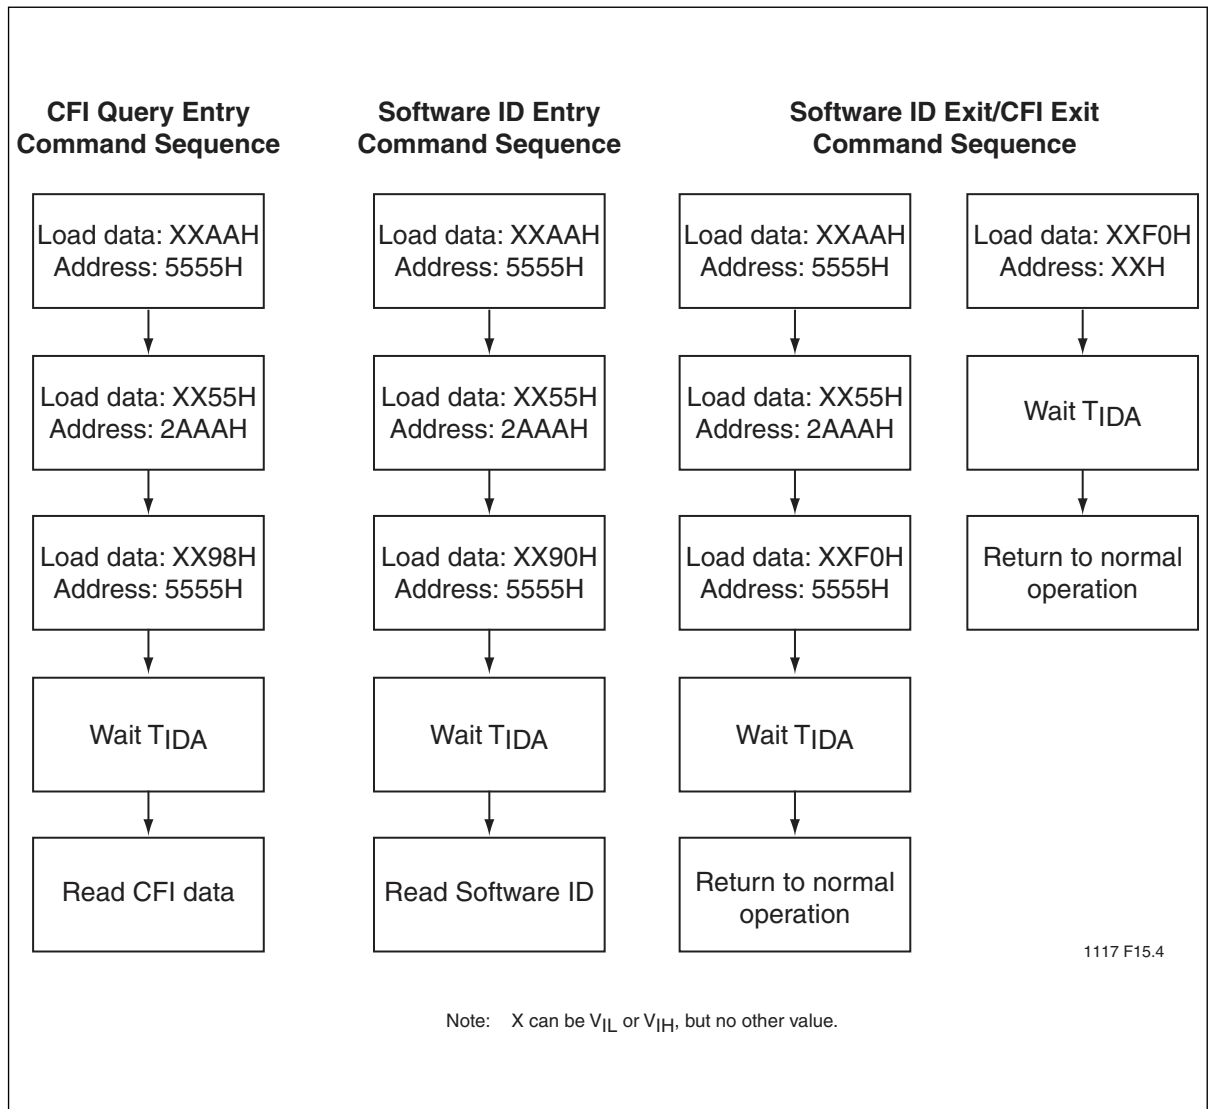 CFI Query Entry
Command Sequence
Load data: XXAAH
Address: 5555H
Load data: XX55H
Address: 2AAAH
Load data: XX98H
Address: 5555H
Wait TIDA
Read CFI data
Software ID Entry
Command Sequence
Load data: XXAAH
Address: 5555H
Load data: XX55H
Address: 2AAAH
Load data: XX90H
Address: 5555H
Wait TIDA
Read Software ID
Software ID Exit/CFI Exit
Command Sequence
Load data: XXAAH
Address: 5555H
Load data: XX55H
Address: 2AAAH
Load data: XXF0H
Address: 5555H
Wait TIDA
Return to normal
operation
Load data: XXF0H
Address: XXH
Wait TIDA
Return to normal
operation
1117 F15.4
Note: X can be VIL or VIH, but no other value.